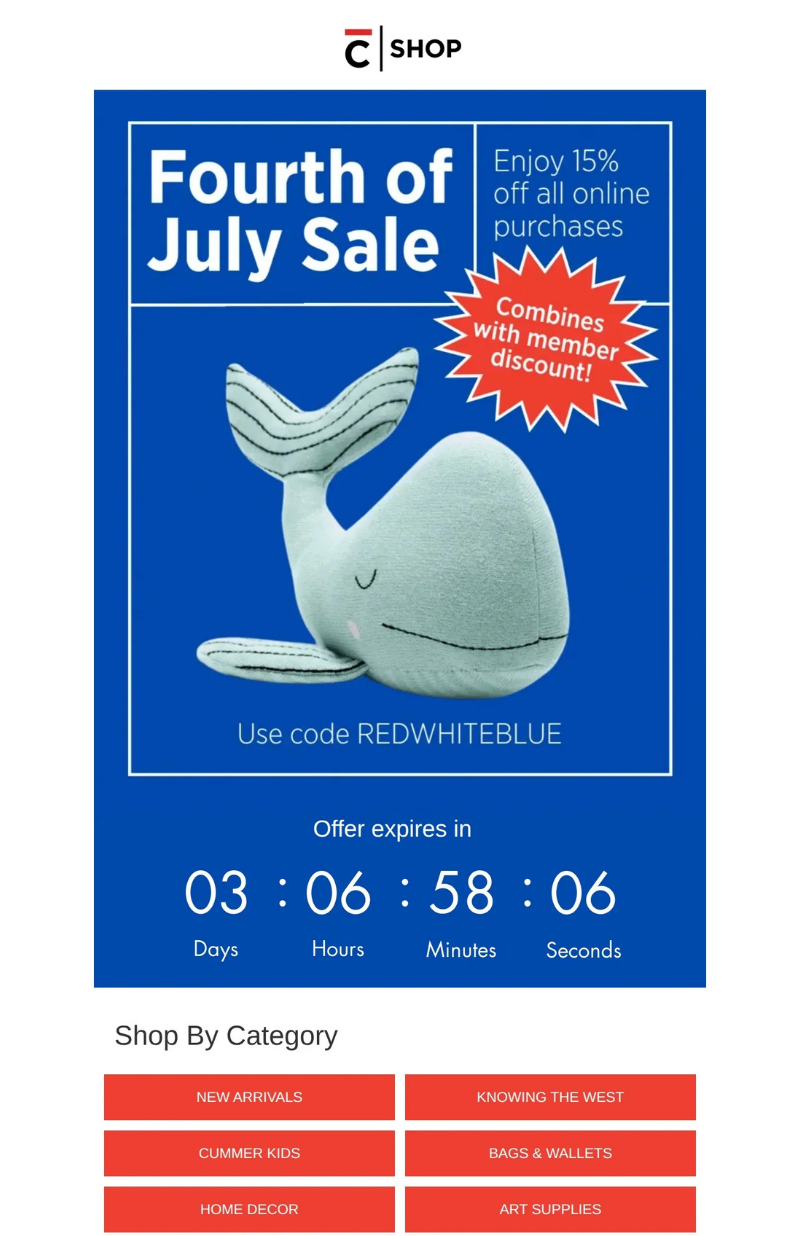 C SHOP
Fourth of
July Sale
Enjoy 15%
off all online
purchases
Combines
with member
discount!
Use code REDWHITEBLUE
Offer expires in
03 : 06 : 58 : 06
Days Hours Minutes Seconds
Shop By Category
NEW ARRIVALS
KNOWING THE WEST
CUMMER KIDS
BAGS & WALLETS
HOME DECOR
ART SUPPLIES